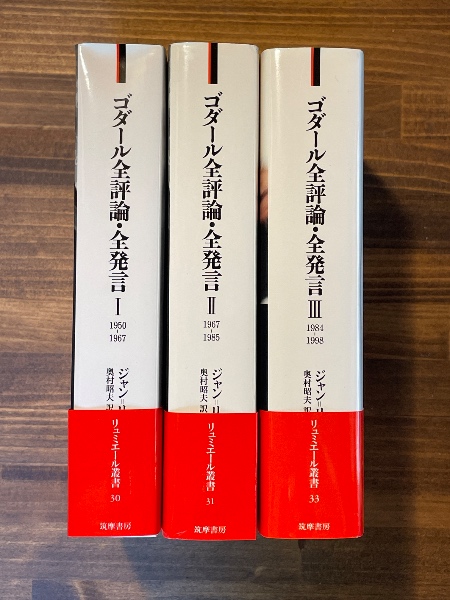 ゴダール全評論・全発言 I
1950
-
1967
ジャン=リ
奥村昭夫 訳
リュミエール叢書
30
筑摩書房
ゴダール全評論・全発言 II
1967
-
1985
ジャン=リ
奥村昭夫 訳
リュミエール叢書
31
筑摩書房
ゴダール全評論・全発言 III
1984
-
1998
ジャン=リ
奥村昭夫 訳
リュミエール叢書
33
筑摩書房